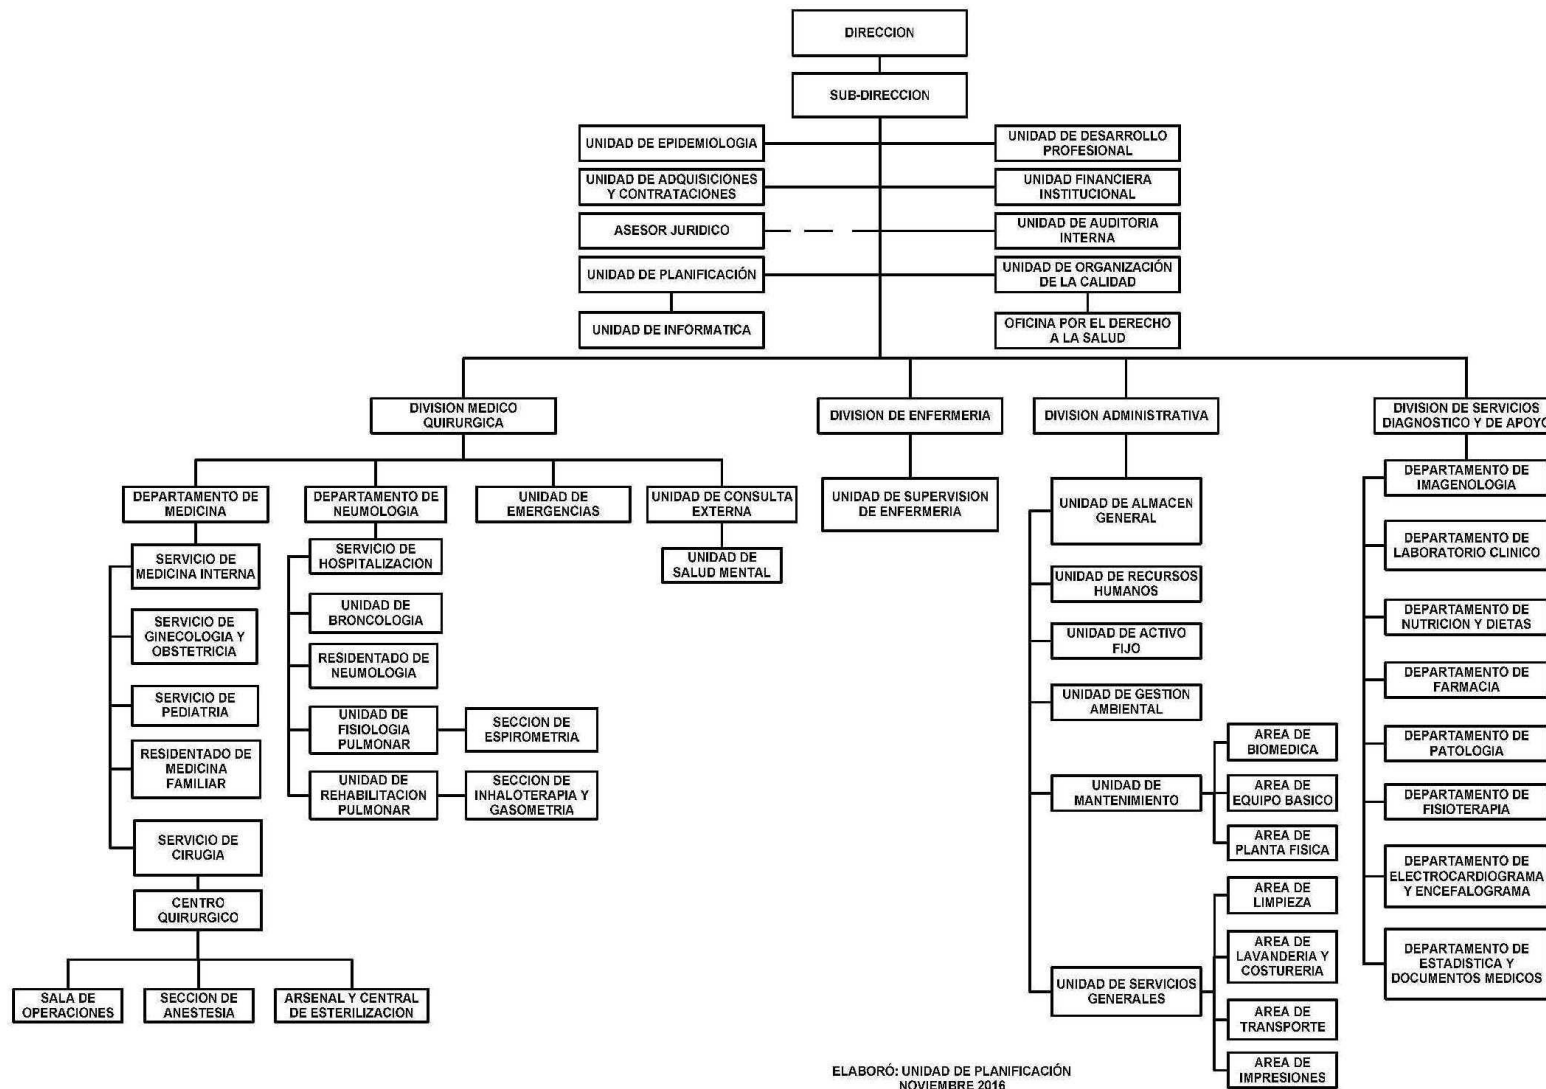 DIRECCION
SUB-DIRECCION
UNIDAD DE EPIDEMIOLOGIA
UNIDAD DE DESARROLLO
PROFESIONAL
UNIDAD DE ADQUISICIONES
Y CONTRATACIONES
UNIDAD FINANCIERA
INSTITUCIONAL
ASESOR JURIDICO
UNIDAD DE AUDITORIA
INTERNA
UNIDAD DE PLANIFICACIÓN
UNIDAD DE ORGANIZACIÓN
DE LA CALIDAD
UNIDAD DE INFORMATICA
OFICINA POR EL DERECHO
A LA SALUD
DIVISION MEDICO
QUIRURGICA
DIVISION DE ENFERMERIA
DIVISION ADMINISTRATIVA
DIVISION DE SERVICIOS
DIAGNOSTICO Y DE APOYO
DEPARTAMENTO DE
MEDICINA
DEPARTAMENTO DE
NEUMOLOGIA
UNIDAD DE
EMERGENCIAS
UNIDAD DE CONSULTA
EXTERNA
UNIDAD DE
SALUD MENTAL
SERVICIO DE
MEDICINA INTERNA
SERVICIO DE
GINECOLOGIA Y
OBSTETRICIA
SERVICIO DE
PEDIATRIA
RESIDENTADO DE
MEDICINA
FAMILIAR
SERVICIO DE
CIRUGIA
CENTRO
QUIRURGICO
SALA DE
OPERACIONES
SECCION DE
ANESTESIA
ARSENAL Y CENTRAL
DE ESTERILIZACION
SERVICIO DE
HOSPITALIZACION
UNIDAD DE
BRONCOLOGIA
RESIDENTADO DE
NEUMOLOGIA
UNIDAD DE
FISIOLOGIA
PULMONAR
SECCION DE
ESPIROMETRIA
UNIDAD DE
REHABILITACION
PULMONAR
SECCION DE
INHALOTERAPIA Y
GASOMETRIA
UNIDAD DE SUPERVISION
DE ENFERMERIA
UNIDAD DE ALMACEN
GENERAL
UNIDAD DE RECURSOS
HUMANOS
UNIDAD DE ACTIVO
FIJO
UNIDAD DE GESTION
AMBIENTAL
UNIDAD DE
MANTENIMIENTO
AREA DE
BIOMEDICA
AREA DE
EQUIPO BASICO
AREA DE
PLANTA FISICA
UNIDAD DE SERVICIOS
GENERALES
AREA DE
LIMPIEZA
AREA DE
LAVANDERIA Y
COSTURERIA
AREA DE
TRANSPORTE
AREA DE
IMPRESIONES
DEPARTAMENTO DE
IMAGENOLOGIA
DEPARTAMENTO DE
LABORATORIO CLINICO
DEPARTAMENTO DE
NUTRICION Y DIETAS
DEPARTAMENTO DE
FARMACIA
DEPARTAMENTO DE
PATOLOGIA
DEPARTAMENTO DE
FISIOTERAPIA
DEPARTAMENTO DE
ELECTROCARDIOGRAMA
Y ENCEFALOGRAMA
DEPARTAMENTO DE
ESTADISTICA Y
DOCUMENTOS MEDICOS
ELABORÓ: UNIDAD DE PLANIFICACIÓN
NOVIEMBRE 2016